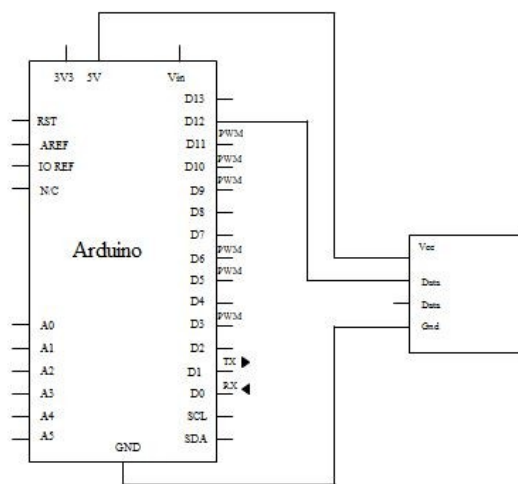 3V3 5V Vin
D13
RST D12
PWM
AREF D11
PWM
IO REF D10
PWM
N/C D9
D8
D7
PWM
Arduino D6
PWM
D5
D4
PWM
A0 D3
A1 D2
TX
A2 D1
RX
A3 D0
A4 SCL
A5 SDA
GND
Vcc
Data
Data
Gnd